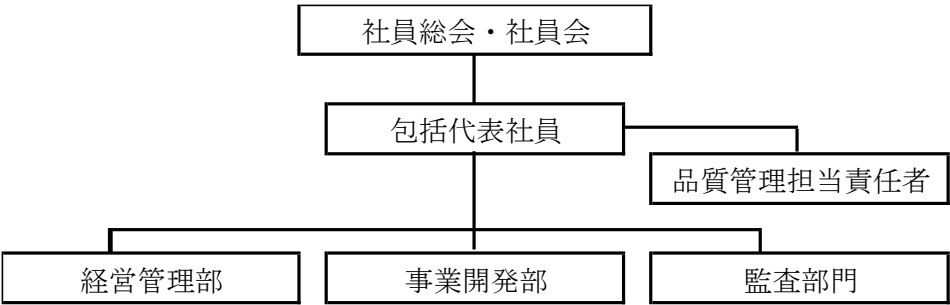 社員総会・社員会
包括代表社員
品質管理担当責任者
経営管理部
事業開発部
監査部門